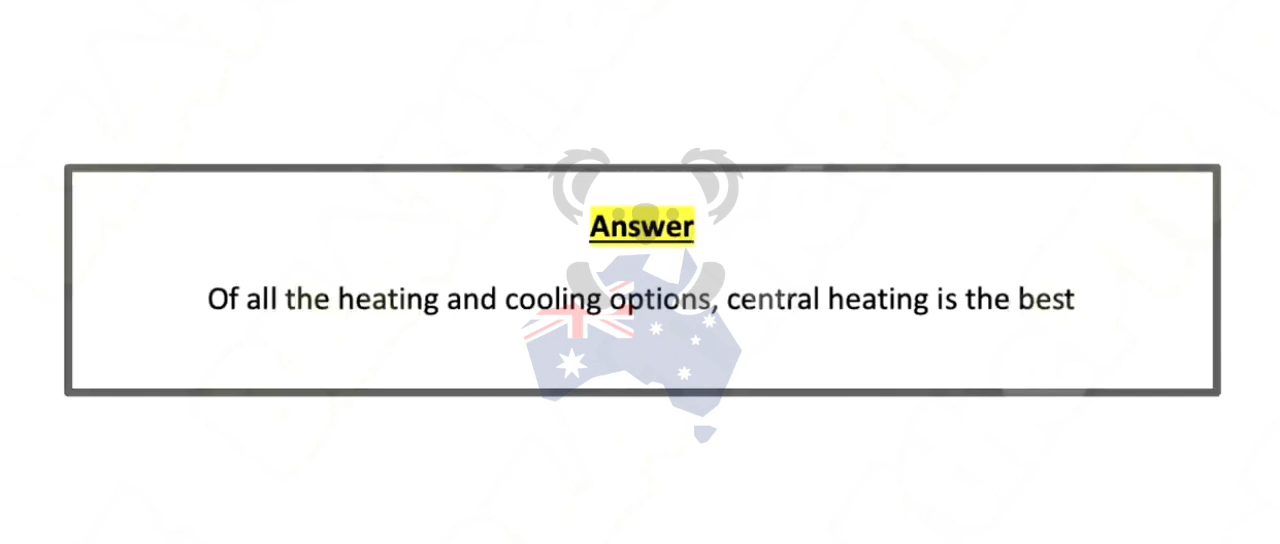 Answer
Of all the heating and cooling options, central heating is the best